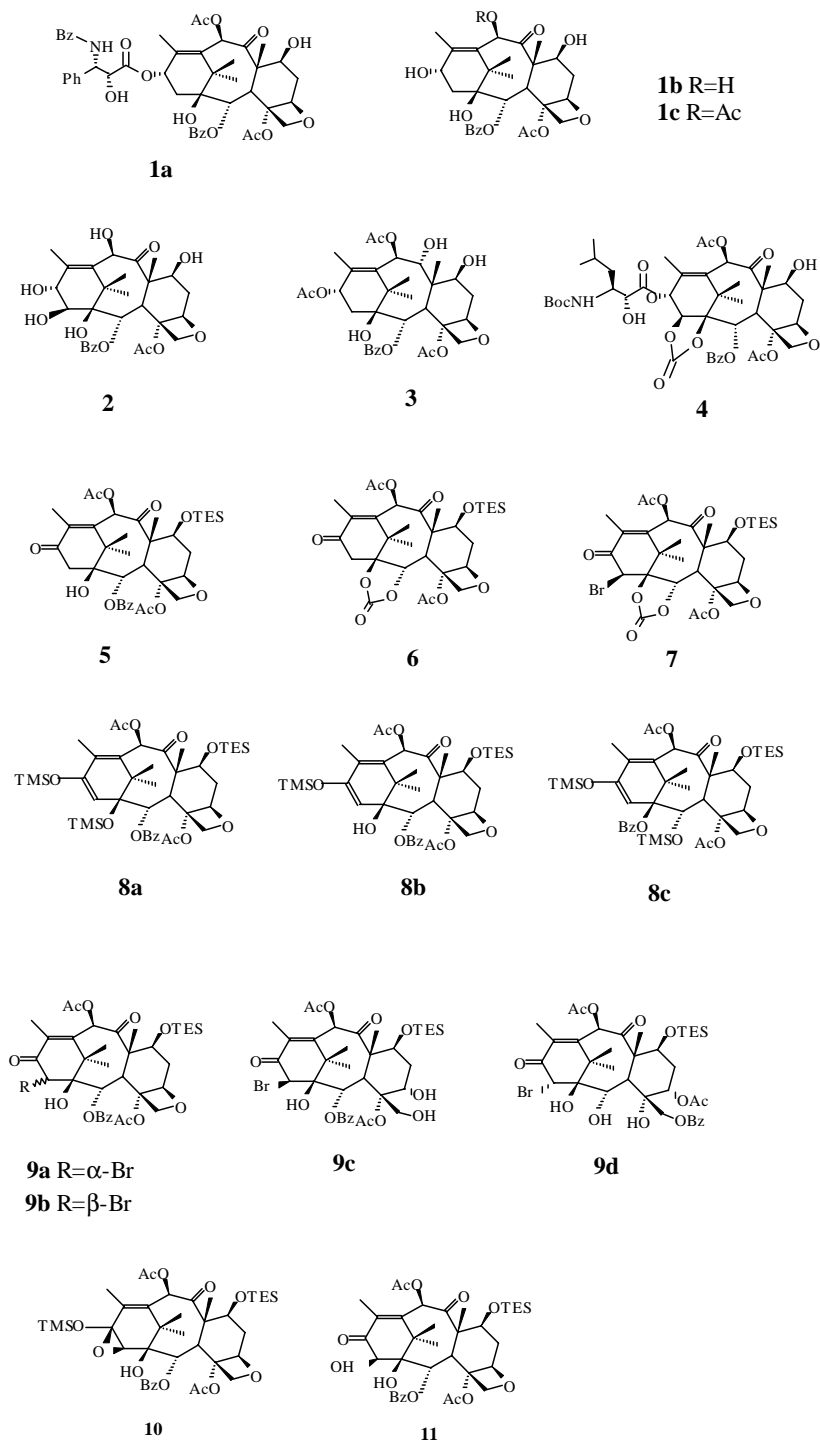 AcO O OH
Bz NH O
Ph O
OH HO
BzO AcO O
1a
RO O OH
HO
HO
BzO AcO O
1b R=H
1c R=Ac
HO O OH
HO
HO HO
BzO AcO O
2
AcO OH OH
AcO
HO
BzO AcO O
3
AcO O OH
O O
BocNH OH
O O
O BzO AcO O
4
AcO O OTES
O
HO
OBz AcO O
5
AcO O OTES
O
O O
O AcO O
6
AcO O OTES
O
Br
O O
O AcO O
7
AcO O OTES
TMSO
TMSO
OBz AcO O
8a
AcO O OTES
TMSO
HO
OBz AcO O
8b
AcO O OTES
TMSO
BzO
TMSO AcO O
8c
AcO O OTES
O
R HO
OBz AcO O
9a R=α-Br
9b R=β-Br
AcO O OTES
O
Br HO OH
OBz AcO OH
9c
AcO O OTES
O
Br HO OAc
OH HO OBz
9d
AcO O OTES
TMSO
O HO
BzO AcO O
10
AcO O OTES
O
OH HO
BzO AcO O
11